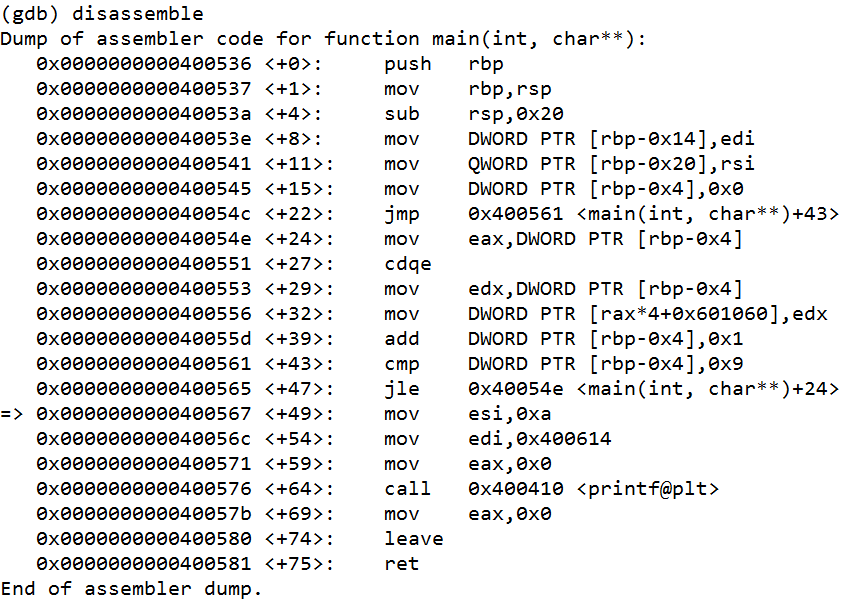 (gdb) disassemble
Dump of assembler code for function main(int, char**):
   0x0000000000400536 <+0>:     push   rbp
   0x0000000000400537 <+1>:     mov    rbp,rsp
   0x000000000040053a <+4>:     sub    rsp,0x20
   0x000000000040053e <+8>:     mov    DWORD PTR [rbp-0x14],edi
   0x0000000000400541 <+11>:    mov    QWORD PTR [rbp-0x20],rsi
   0x0000000000400545 <+15>:    mov    DWORD PTR [rbp-0x4],0x0
   0x000000000040054c <+22>:    jmp    0x400561 <main(int, char**)+43>
   0x000000000040054e <+24>:    mov    eax,DWORD PTR [rbp-0x4]
   0x0000000000400551 <+27>:    cdqe
   0x0000000000400553 <+29>:    mov    edx,DWORD PTR [rbp-0x4]
   0x0000000000400556 <+32>:    mov    DWORD PTR [rax*4+0x601060],edx
   0x000000000040055d <+39>:    add    DWORD PTR [rbp-0x4],0x1
   0x0000000000400561 <+43>:    cmp    DWORD PTR [rbp-0x4],0x9
   0x0000000000400565 <+47>:    jle    0x40054e <main(int, char**)+24>
=> 0x0000000000400567 <+49>:    mov    esi,0xa
   0x000000000040056c <+54>:    mov    edi,0x400614
   0x0000000000400571 <+59>:    mov    eax,0x0
   0x0000000000400576 <+64>:    call   0x400410 <printf@plt>
   0x000000000040057b <+69>:    mov    eax,0x0
   0x0000000000400580 <+74>:    leave
   0x0000000000400581 <+75>:    ret
End of assembler dump.